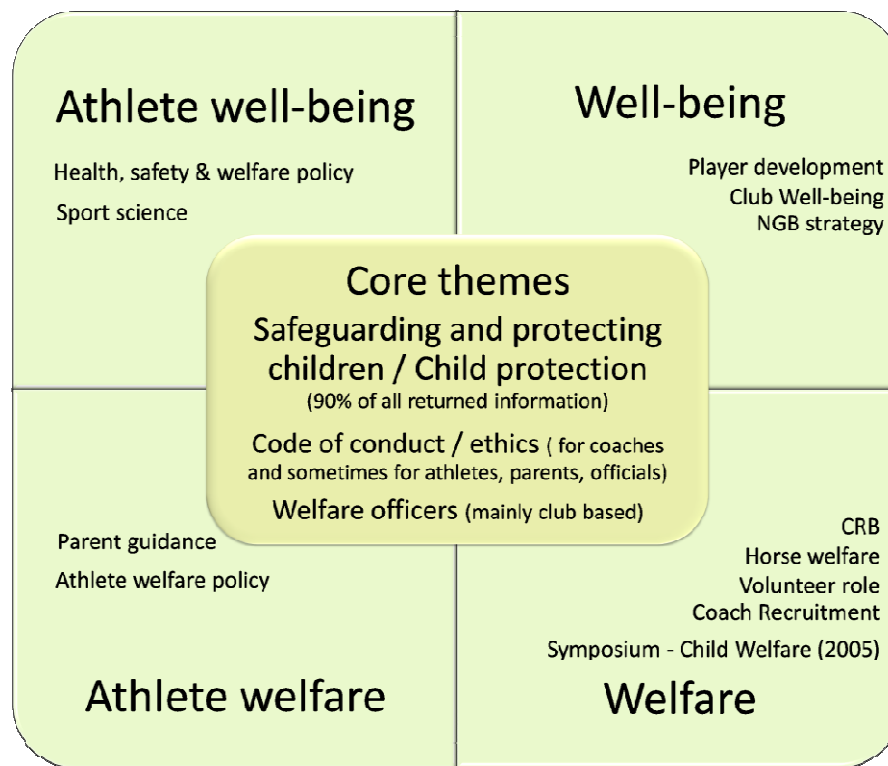 Athlete well-being
Health, safety & welfare policy
Sport science
Well-being
Player development
Club Well-being
NGB strategy
Core themes
Safeguarding and protecting
children / Child protection
(90% of all returned information)
Code of conduct / ethics ( for coaches
and sometimes for athletes, parents, officials)
Welfare officers (mainly club based)
Parent guidance
Athlete welfare policy
Athlete welfare
CRB
Horse welfare
Volunteer role
Coach Recruitment
Symposium - Child Welfare (2005)
Welfare